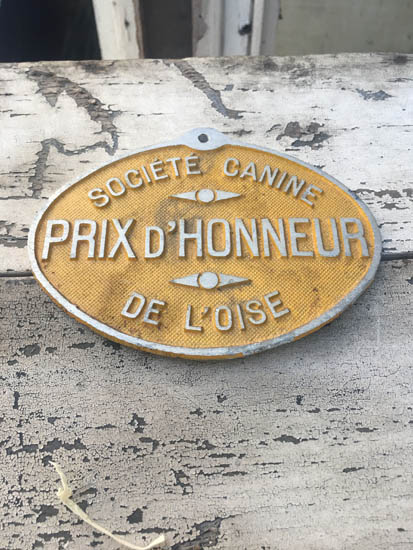 SOCIÉTÉ CANINE
PRIX D'HONNEUR
DE L'OISE